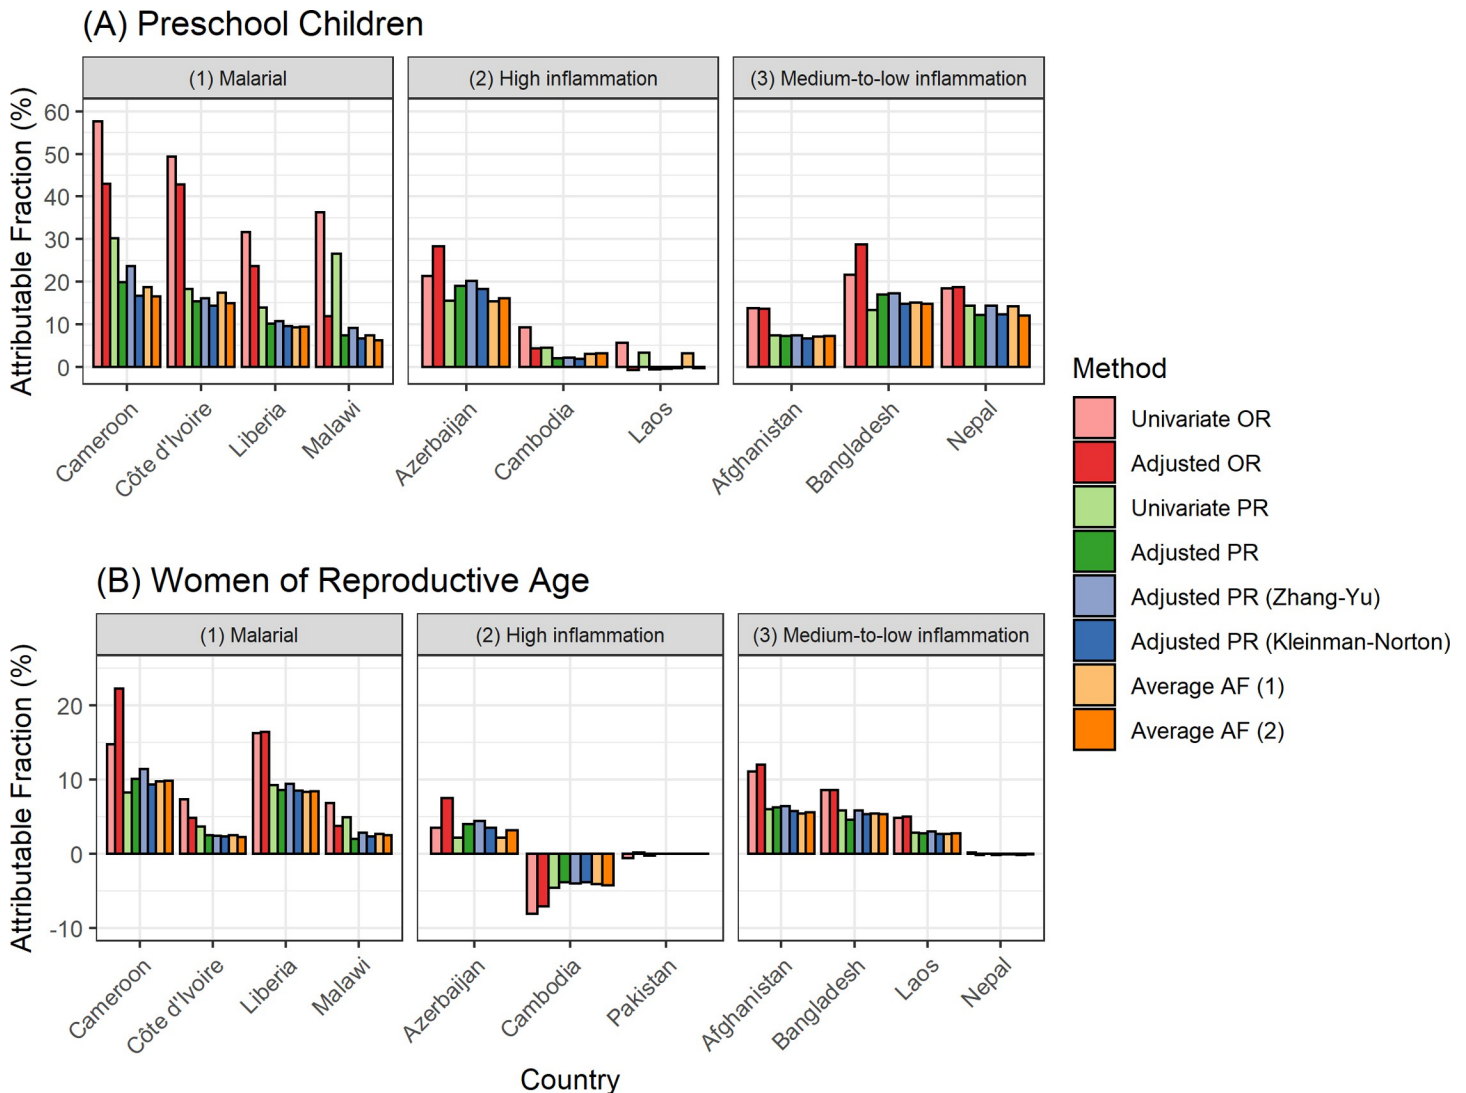 (A) Preschool Children
(1) Malarial
(2) High inflammation
(3) Medium-to-low inflammation
Attributable Fraction (%)
60
50
40
30
20
10
0
Cameroon
Côte d'Ivoire
Liberia
Malawi
Azerbaijan
Cambodia
Laos
Afghanistan
Bangladesh
Nepal
(B) Women of Reproductive Age
(1) Malarial
(2) High inflammation
(3) Medium-to-low inflammation
Attributable Fraction (%)
20
10
0
-10
Cameroon
Côte d'Ivoire
Liberia
Malawi
Azerbaijan
Cambodia
Pakistan
Afghanistan
Bangladesh
Laos
Nepal
Country
Method
Univariate OR
Adjusted OR
Univariate PR
Adjusted PR
Adjusted PR (Zhang-Yu)
Adjusted PR (Kleinman-Norton)
Average AF (1)
Average AF (2)